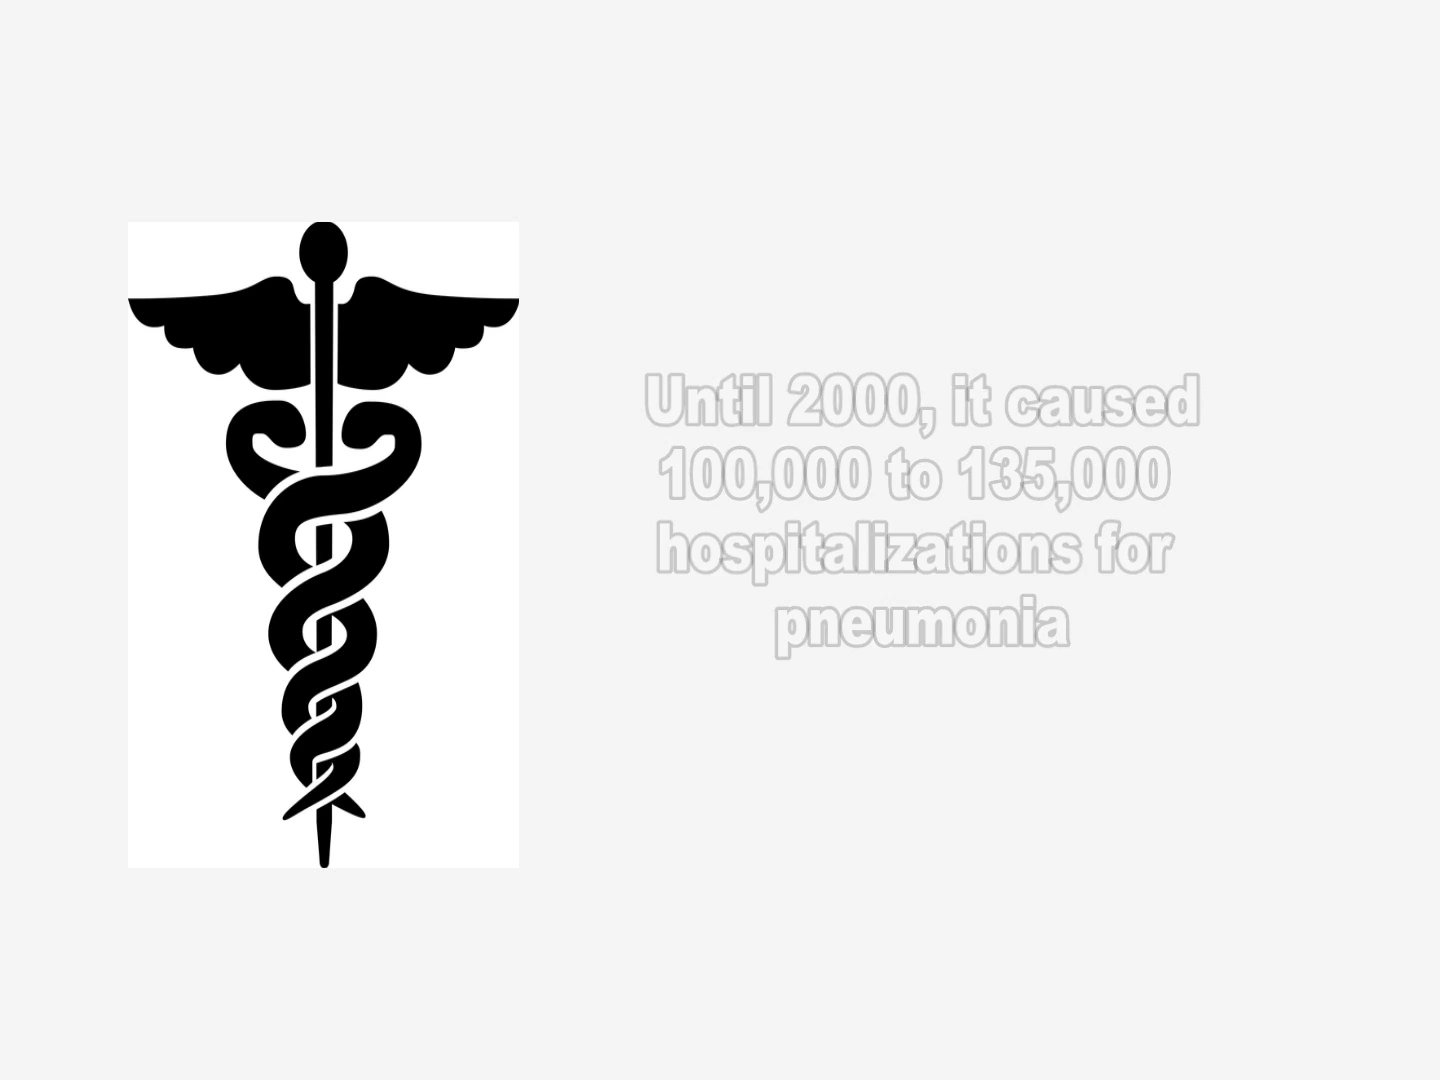 Until 2000, it caused
100,000 to 135,000
hospitalizations for
pneumonia